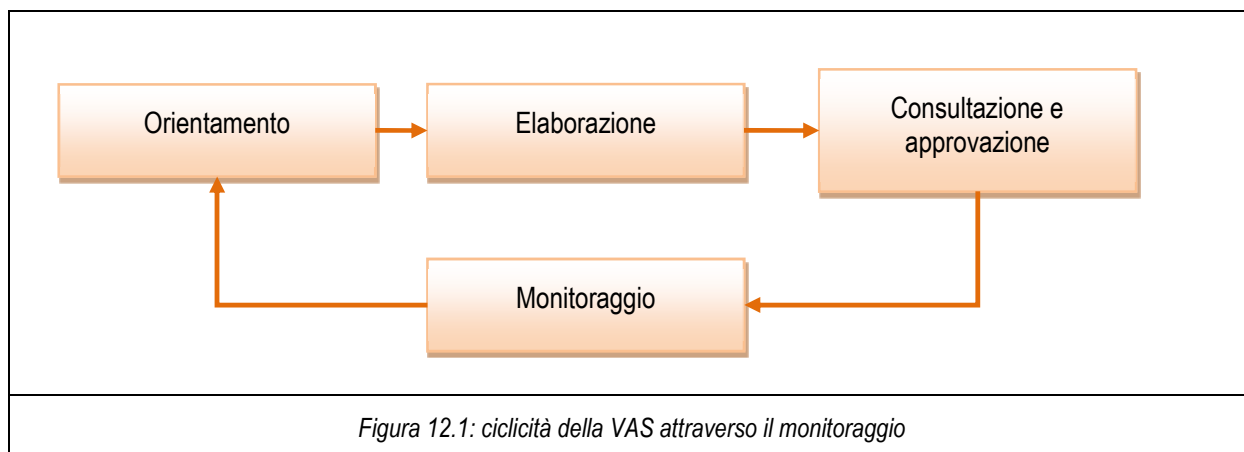 Orientamento
Elaborazione
Consultazione e
approvazione
Monitoraggio
Figura 12.1: ciclicità della VAS attraverso il monitoraggio